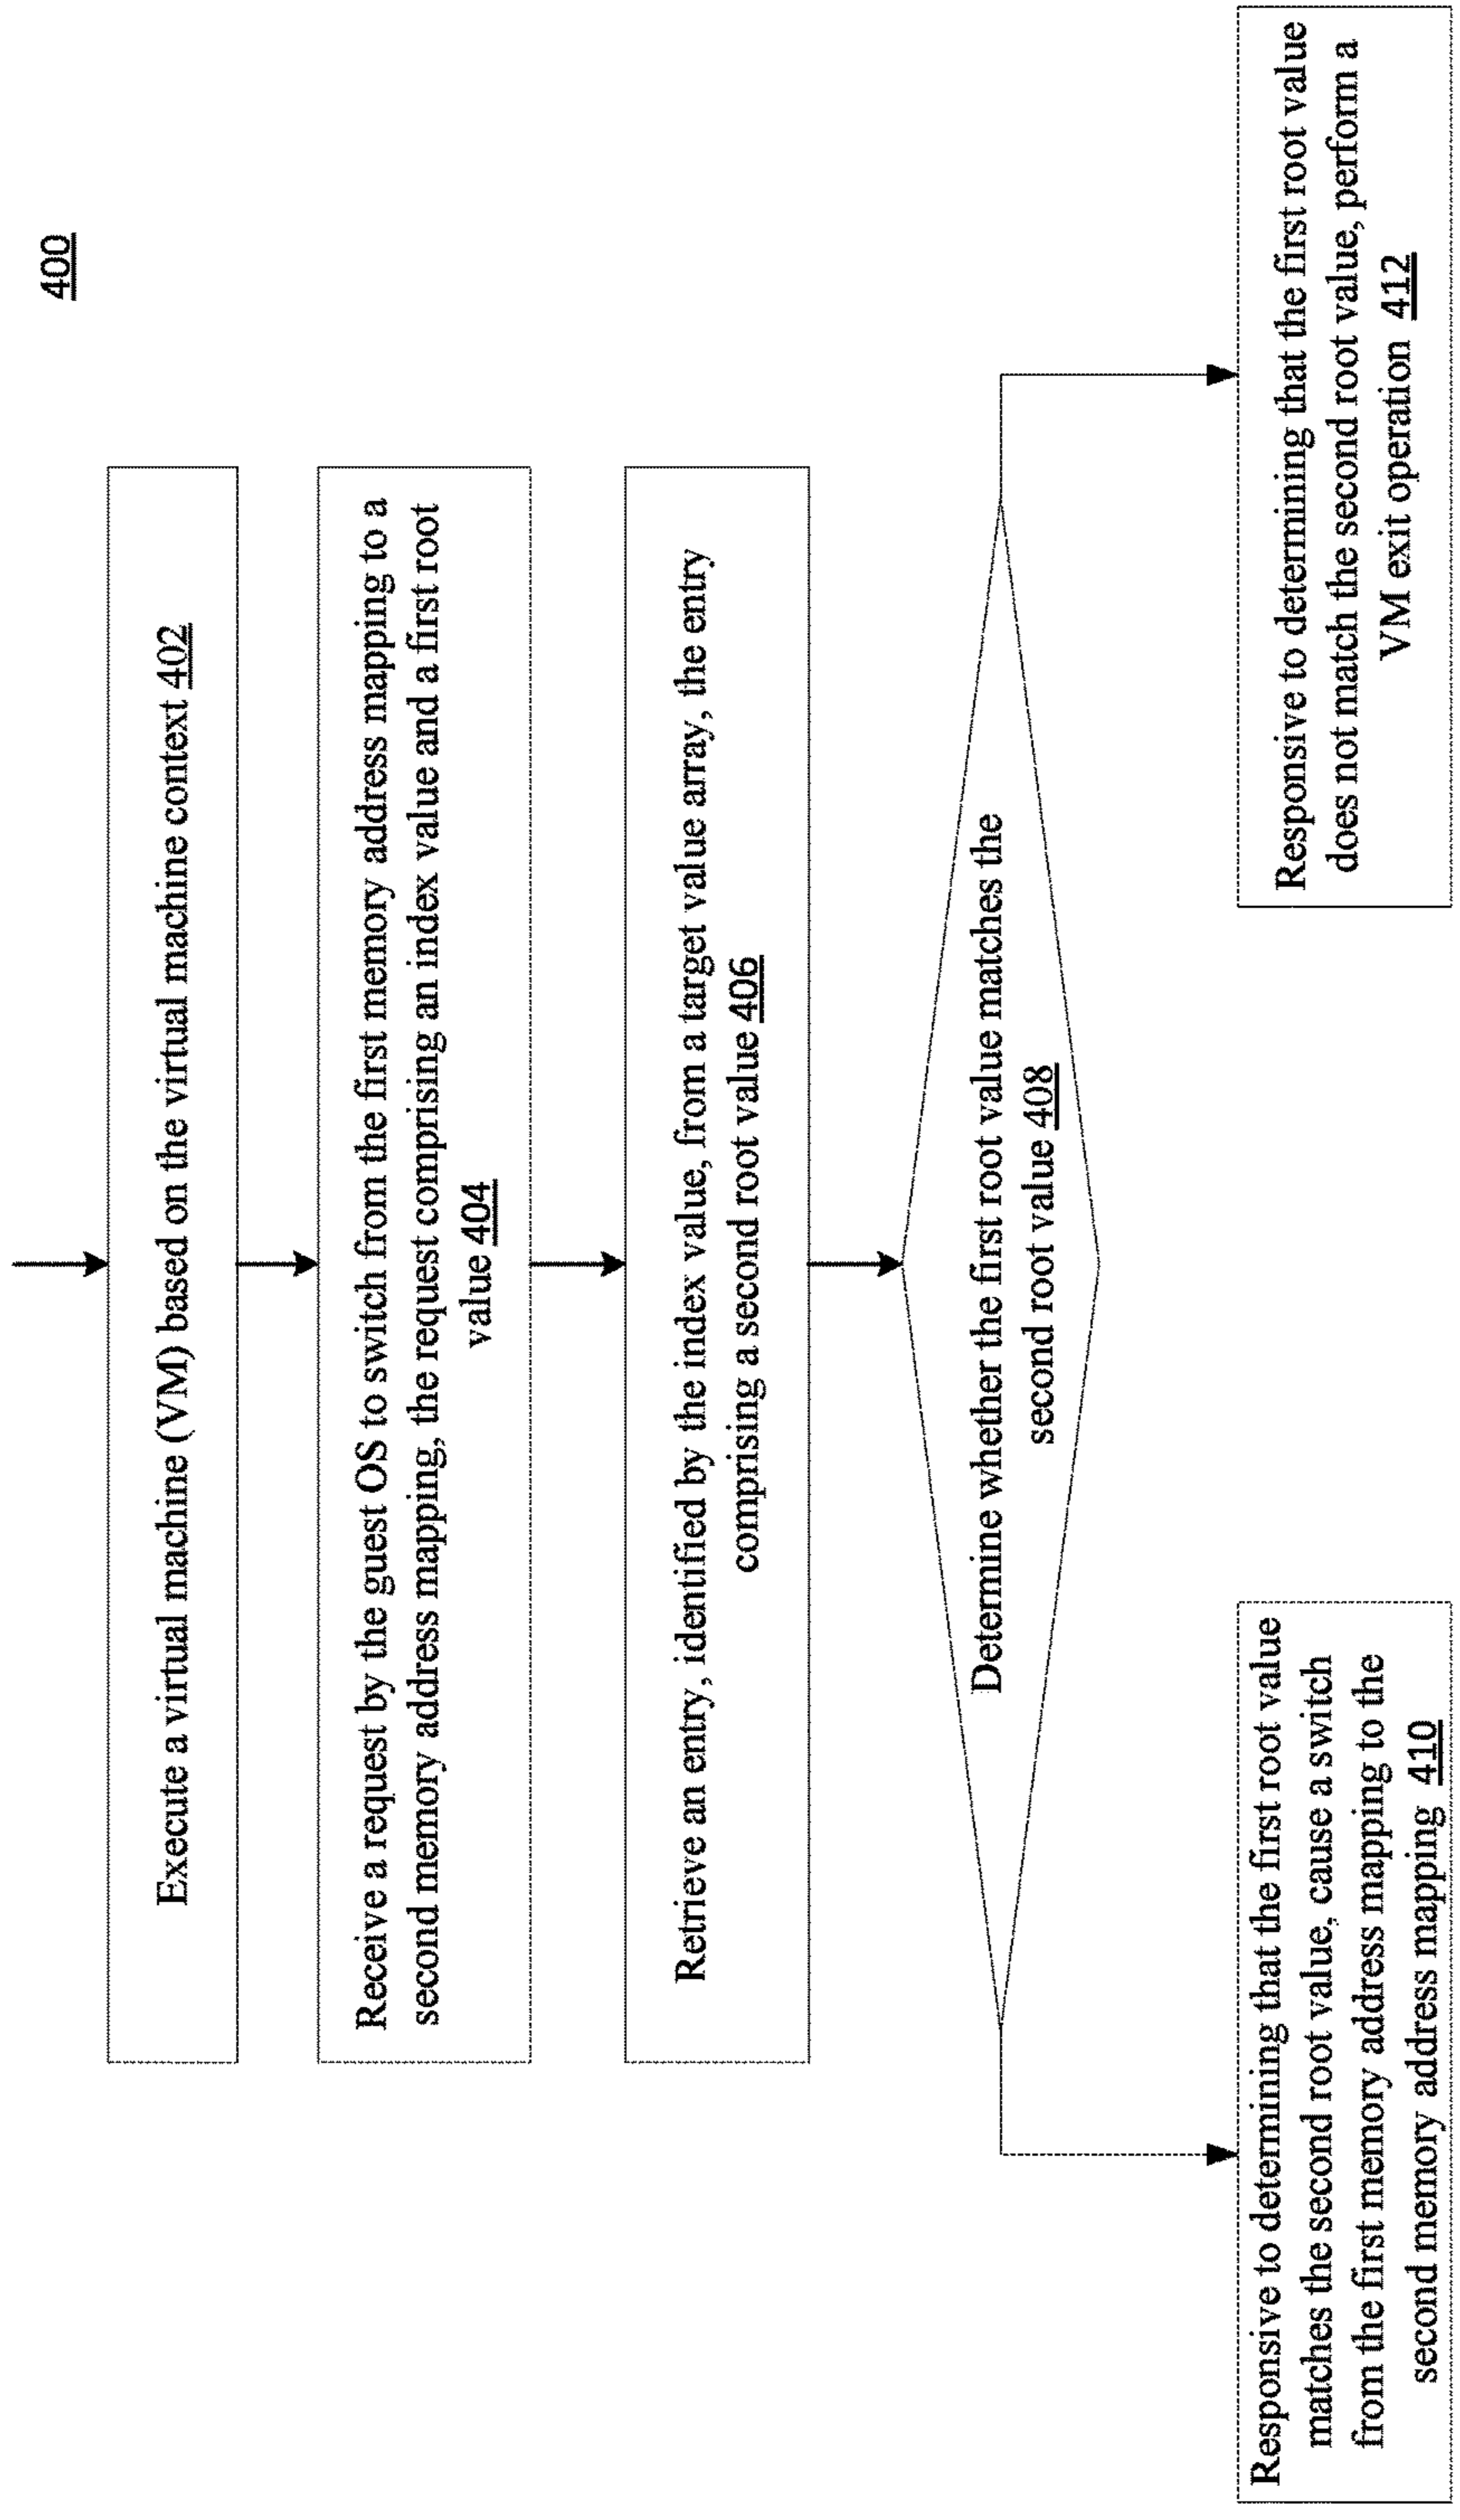 400
Execute a virtual machine (VM) based on the virtual machine context 402
Receive a request by the guest OS to switch from the first memory address mapping to a
second memory address mapping, the request comprising an index value and a first root
value 404
Retrieve an entry, identified by the index value, from a target value array, the entry
comprising a second root value 406
Determine whether the first root value matches the
second root value 408
Responsive to determining that the first root value
matches the second root value, cause a switch
from the first memory address mapping to the
second memory address mapping 410
Responsive to determining that the first root value
does not match the second root value, perform a
VM exit operation 412